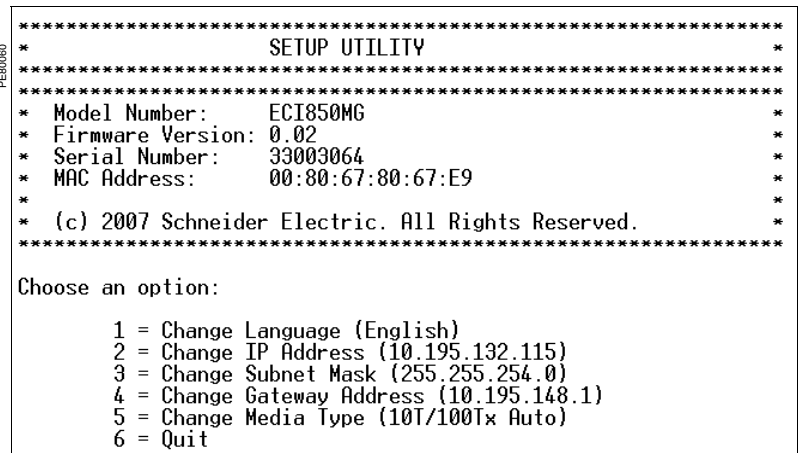 PE80060
****************************************************************
* SETUP UTILITY *
****************************************************************
****************************************************************
* Model Number: ECI850MG *
* Firmware Version: 0.02 *
* Serial Number: 33003064 *
* MAC Address: 00:80:67:80:67:E9 *
* *
* (c) 2007 Schneider Electric. All Rights Reserved. *
****************************************************************
Choose an option:
1 = Change Language (English)
2 = Change IP Address (10.195.132.115)
3 = Change Subnet Mask (255.255.254.0)
4 = Change Gateway Address (10.195.148.1)
5 = Change Media Type (10T/100Tx Auto)
6 = Quit